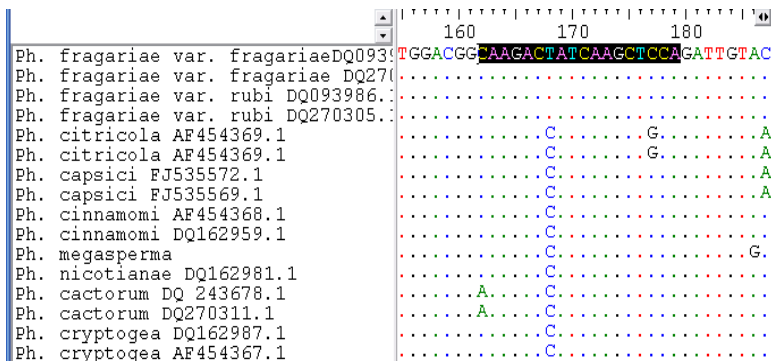 160 170 180
Ph. fragariae var. fragariaeDQ093 TGGACGGCAAGACTATCAAGCTCCAGATTGTAC
Ph. fragariae var. fragariae DQ270 .................................
Ph. fragariae var. rubi DQ093986. .................................
Ph. fragariae var. rubi DQ270305. .................................
Ph. citricola AF454369.1 .............C........G.........A
Ph. citricola AF454369.1 .............C........G.........A
Ph. capsici FJ535572.1 .............C..................A
Ph. capsici FJ535569.1 .............C..................A
Ph. cinnamomi AF454368.1 .............C...................
Ph. cinnamomi DQ162959.1 .............C...................
Ph. megasperma .............C.................G.
Ph. nicotianae DQ162981.1 .............C...................
Ph. cactorum DQ 243678.1 .......A.....C...................
Ph. cactorum DQ270311.1 .......A.....C...................
Ph. cryptogea DQ162987.1 .............C...................
Ph. cryptogea AF454367.1 .............C...................